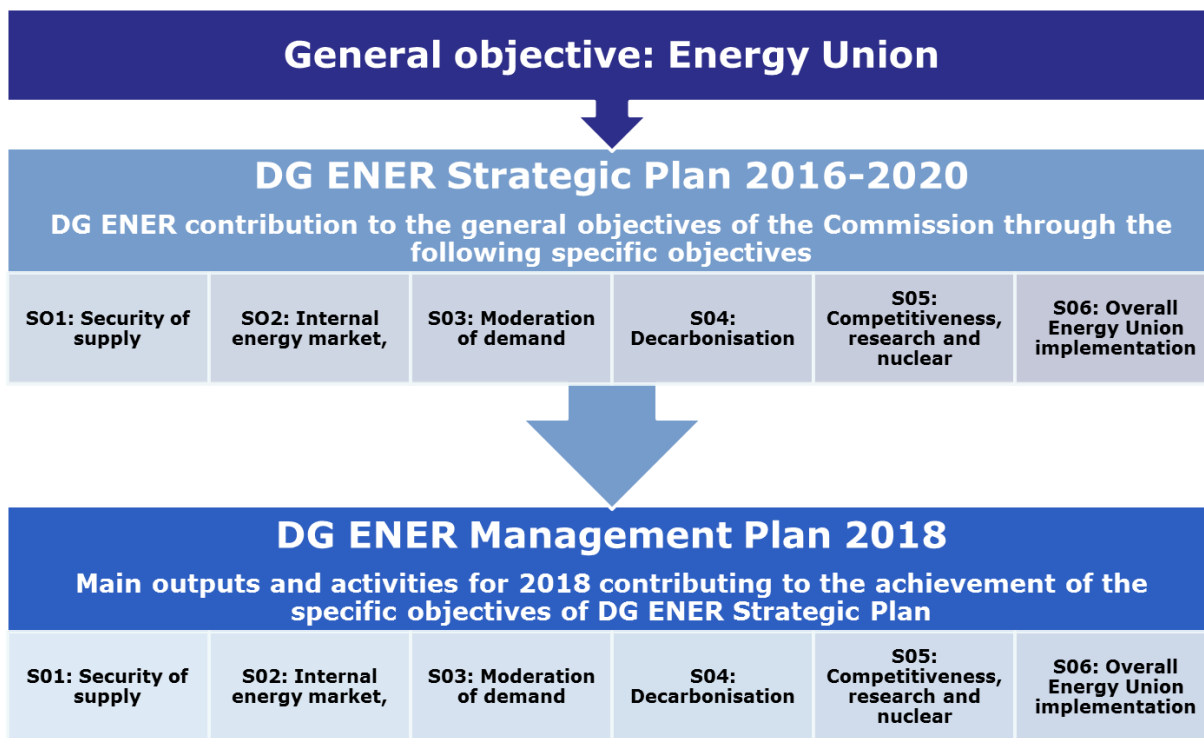 General objective: Energy Union
DG ENER Strategic Plan 2016-2020
DG ENER contribution to the general objectives of the Commission through the
following specific objectives
SO1: Security of
supply
SO2: Internal
energy market,
S03: Moderation
of demand
S04:
Decarbonisation
S05:
Competitiveness,
research and
nuclear
S06: Overall
Energy Union
implementation
DG ENER Management Plan 2018
Main outputs and activities for 2018 contributing to the achievement of the
specific objectives of DG ENER Strategic Plan
S01: Security of
supply
S02: Internal
energy market,
S03: Moderation
of demand
S04:
Decarbonisation
S05:
Competitiveness,
research and
nuclear
S06: Overall
Energy Union
implementation